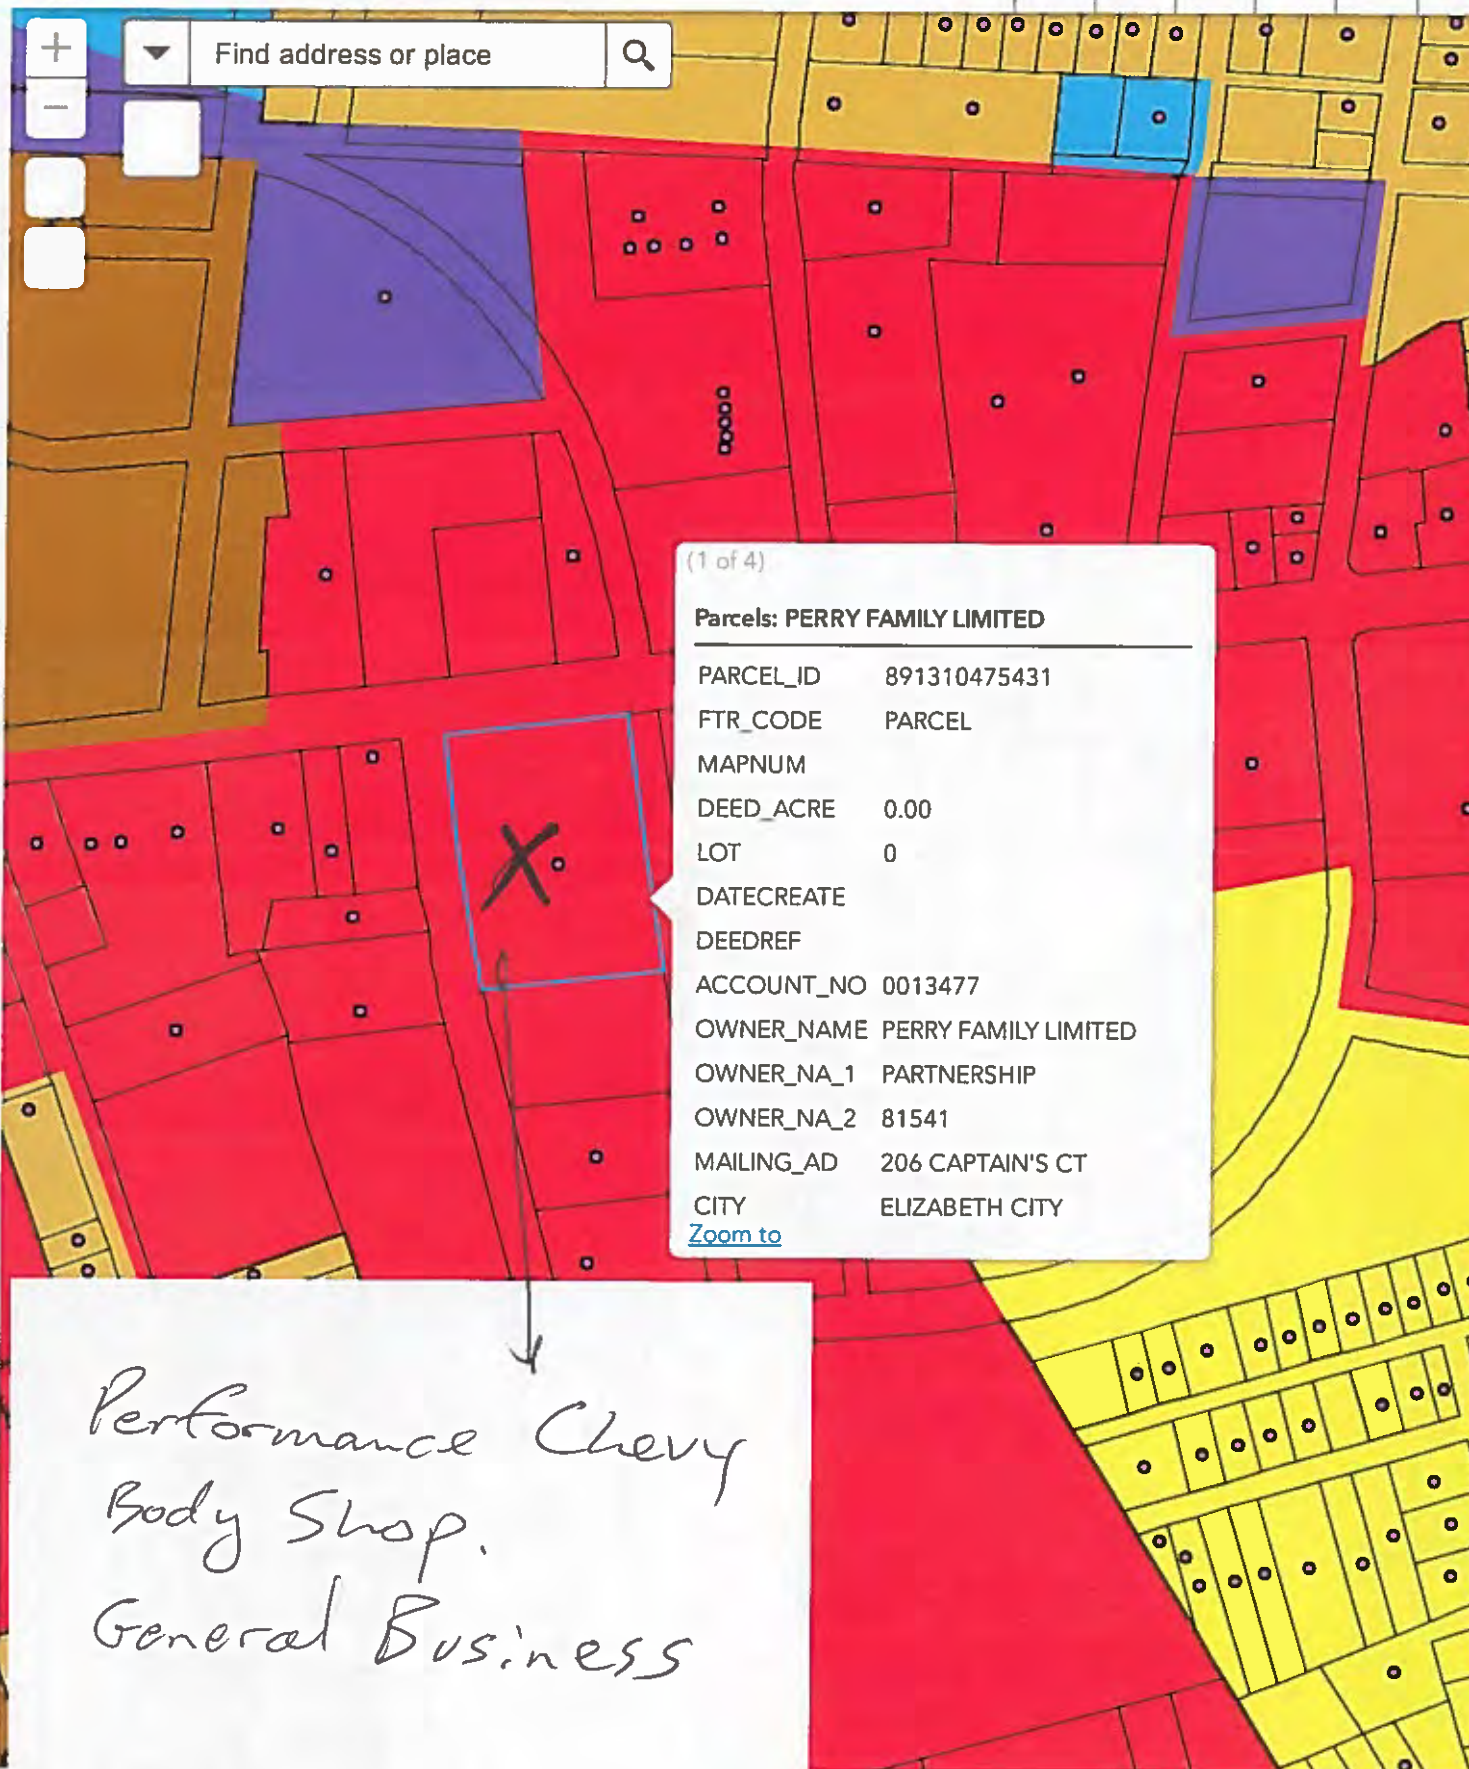 Find address or place
(1 of 4)
Parcels: PERRY FAMILY LIMITED
PARCEL_ID 891310475431
FTR_CODE PARCEL
MAPNUM
DEED_ACRE 0.00
LOT 0
DATECREATE
DEEDREF
ACCOUNT_NO 0013477
OWNER_NAME PERRY FAMILY LIMITED
OWNER_NA_1 PARTNERSHIP
OWNER_NA_2 81541
MAILING_AD 206 CAPTAIN'S CT
CITY ELIZABETH CITY
Zoom to
X
Performance Chevy
Body Shop.
General Business